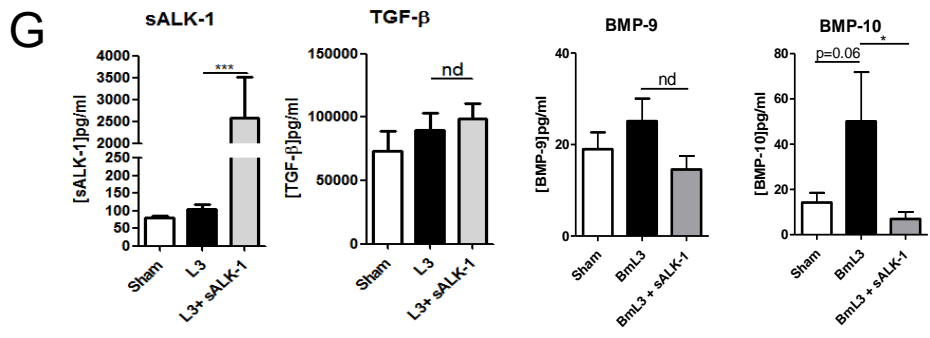 G
sALK-1
[sALK-1]pg/ml
4000
3500
3000
2500
2000
250
200
150
100
50
0
***
Sham
L3
L3+ sALK-1
TGF-β
[TGF-β]pg/ml
150000
100000
50000
0
nd
Sham
L3
L3+ sALK-1
BMP-9
[BMP-9]pg/ml
40
20
0
nd
Sham
BmL3
BmL3 + sALK-1
BMP-10
[BMP-10]pg/ml
80
60
40
20
0
p=0.06
*
Sham
BmL3
BmL3 + sALK-1